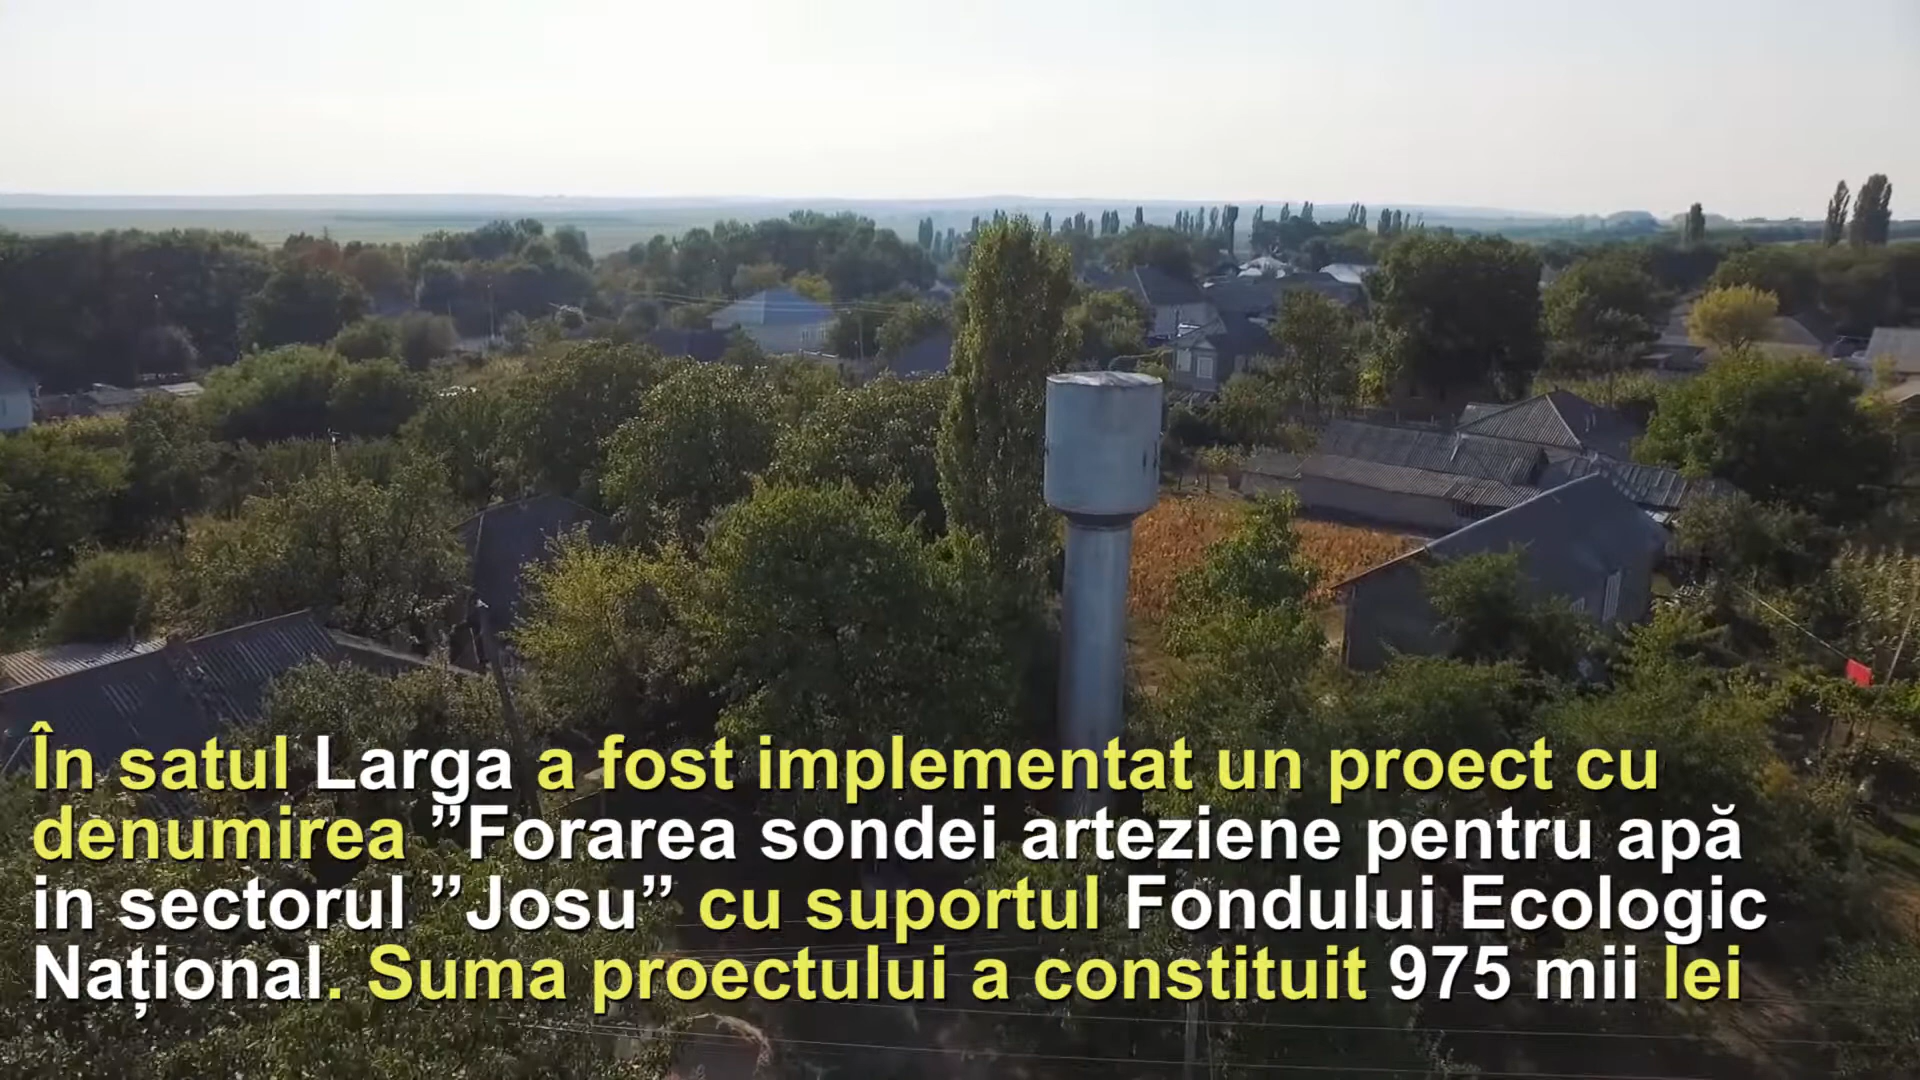 În satul Larga a fost implementat un proect cu
denumirea ”Forarea sondei arteziene pentru apă
in sectorul ”Josu” cu suportul Fondului Ecologic
Național. Suma proectului a constituit 975 mii lei